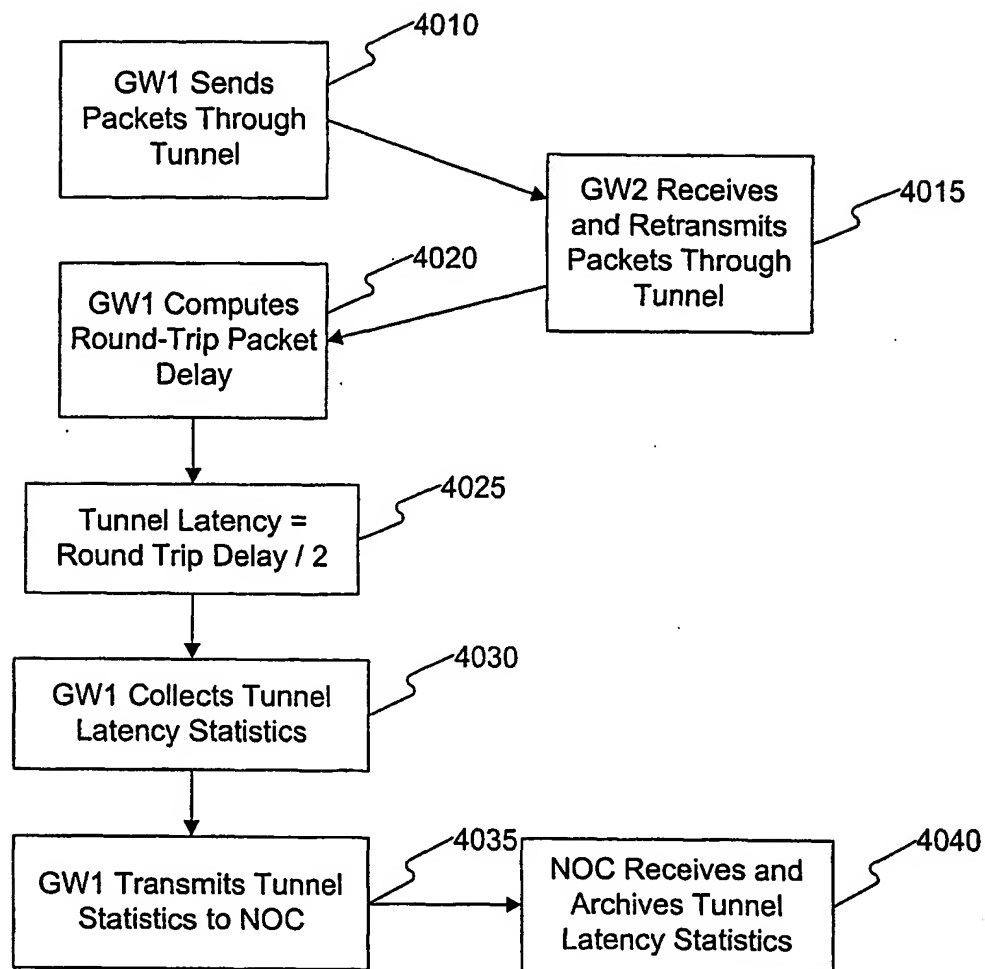 4010
GW1 Sends
Packets Through
Tunnel
GW2 Receives
and Retransmits
Packets Through
Tunnel
4015
4020
GW1 Computes
Round-Trip Packet
Delay
4025
Tunnel Latency =
Round Trip Delay / 2
4030
GW1 Collects Tunnel
Latency Statistics
4035
GW1 Transmits Tunnel
Statistics to NOC
4040
NOC Receives and
Archives Tunnel
Latency Statistics